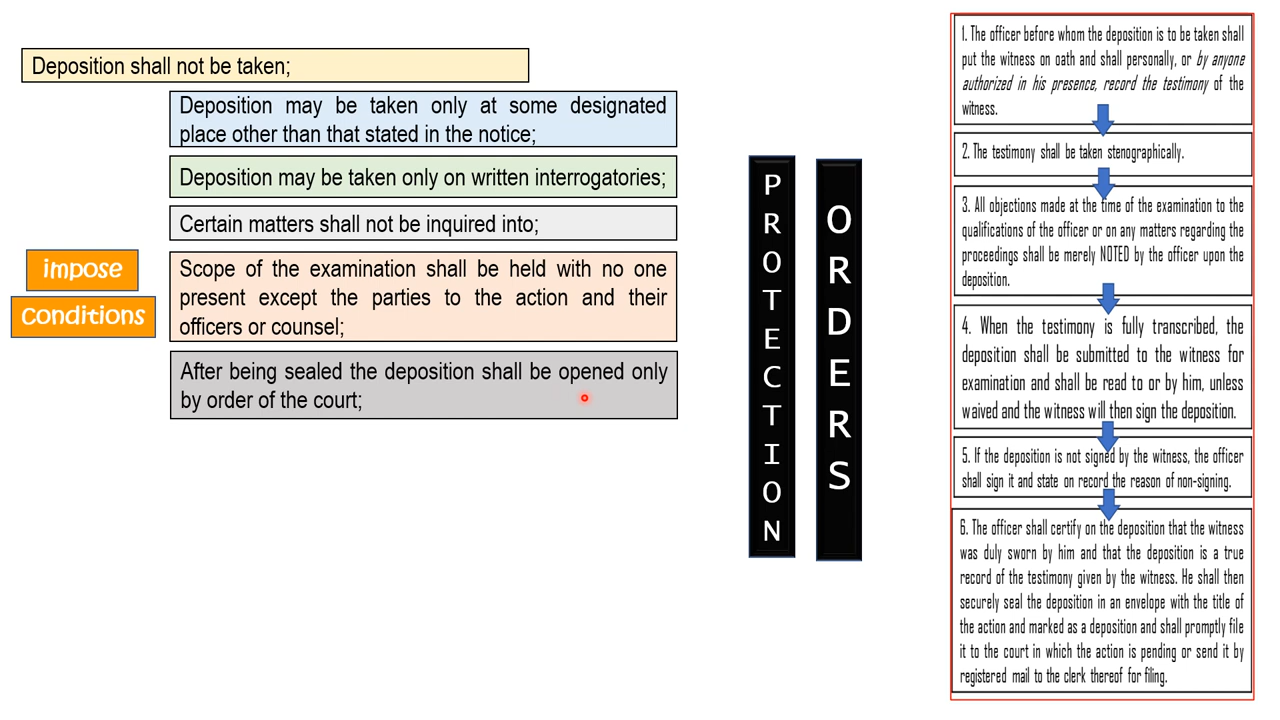 Deposition shall not be taken;
Deposition may be taken only at some designated
place other than that stated in the notice;
Deposition may be taken only on written interrogatories;
Certain matters shall not be inquired into;
impose
conditions
Scope of the examination shall be held with no one
present except the parties to the action and their
officers or counsel;
After being sealed the deposition shall be opened only
by order of the court;
PROTECTION
ORDERS
1. The officer before whom the deposition is to be taken shall
put the witness on oath and shall personally, or by anyone
authorized in his presence, record the testimony of the
witness.
2. The testimony shall be taken stenographically.
3. All objections made at the time of the examination to the
qualifications of the officer or on any matters regarding the
proceedings shall be merely NOTED by the officer upon the
deposition.
4. When the testimony is fully transcribed, the
deposition shall be submitted to the witness for
examination and shall be read to or by him, unless
waived and the witness will then sign the deposition.
5. If the deposition is not signed by the witness, the officer
shall sign it and state on record the reason of non-signing.
6. The officer shall certify on the deposition that the witness
was duly sworn by him and that the deposition is a true
record of the testimony given by the witness. He shall then
securely seal the deposition in an envelope with the title of
the action and marked as a deposition and shall promptly file
it to the court in which the action is pending or send it by
registered mail to the clerk thereof for filing.